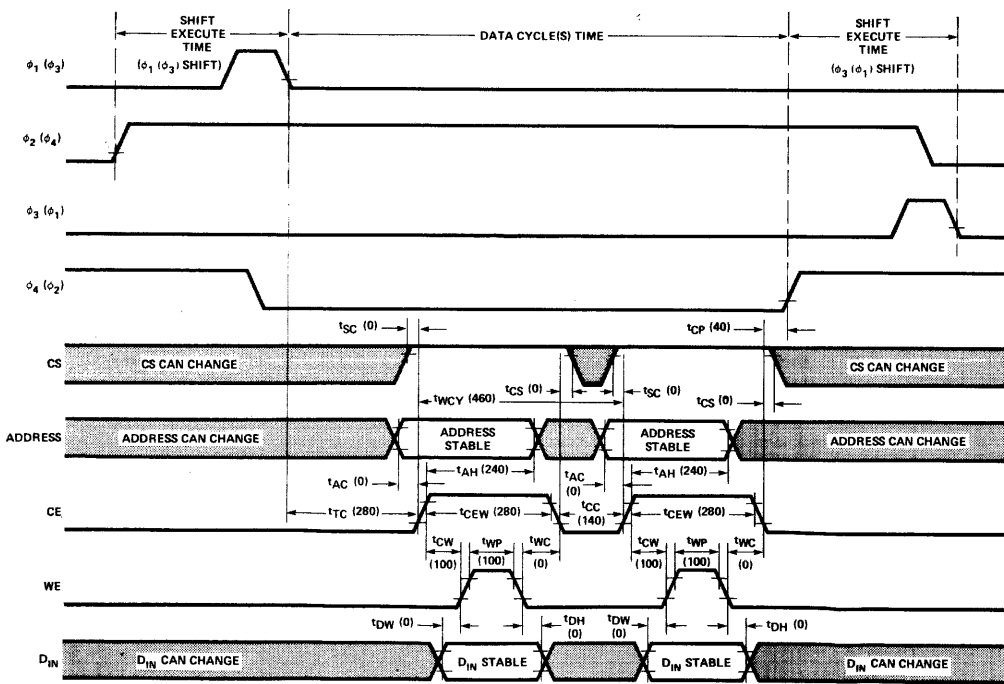 SHIFT
EXECUTE
TIME
(ϕ1 (ϕ3) SHIFT)
DATA CYCLE(S) TIME
SHIFT
EXECUTE
TIME
(ϕ3 (ϕ1) SHIFT)
ϕ1 (ϕ3)
ϕ2 (ϕ4)
ϕ3 (ϕ1)
ϕ4 (ϕ2)
tSC (0)
tCP (40)
CS
CS CAN CHANGE
CS CAN CHANGE
tCS (0)
tSC (0)
tWCY (460)
tCS (0)
ADDRESS
ADDRESS CAN CHANGE
ADDRESS
STABLE
ADDRESS
STABLE
ADDRESS CAN CHANGE
tAH (240)
tAH (240)
tAC (0)
tAC
(0)
CE
tTC (280)
tCEW (280)
tCC
(140)
tCEW (280)
tCW
(100)
tWP
(100)
tWC
(0)
tCW
(100)
tWP
(100)
tWC
(0)
WE
tDW (0)
tDH
(0)
tDW
(0)
tDH (0)
DIN
DIN CAN CHANGE
DIN STABLE
DIN STABLE
DIN CAN CHANGE